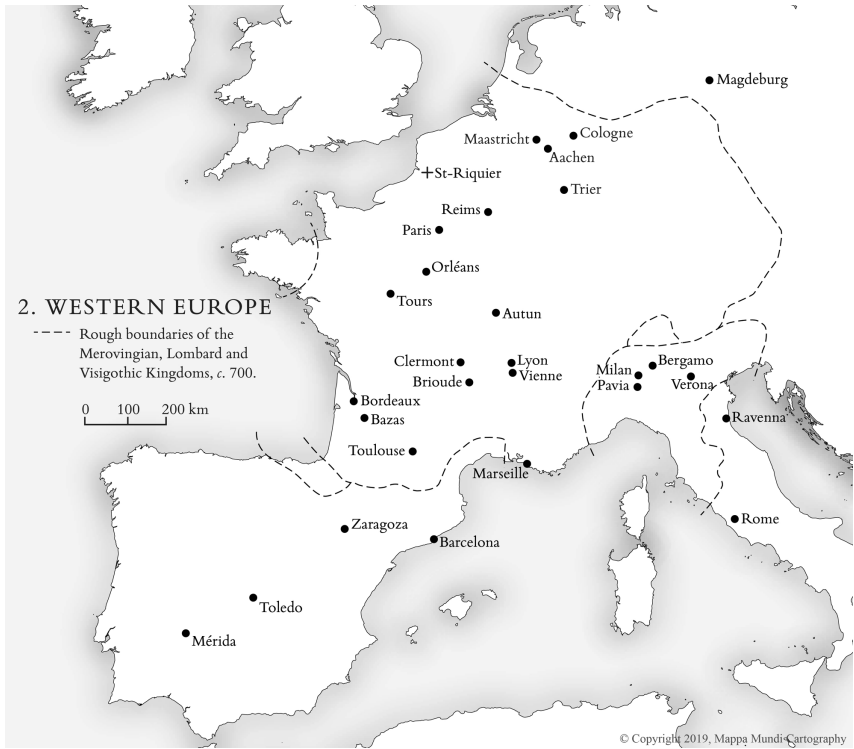 Magdeburg
Cologne
Maastricht
Aachen
St-Riquier
Trier
Reims
Paris
Orléans
Tours
2. WESTERN EUROPE
Rough boundaries of the
Merovingian, Lombard and
Visigothic Kingdoms, c. 700.
0 100 200 km
Autun
Clermont
Lyon
Brioude
Vienne
Bergamo
Milan
Pavia
Verona
Bordeaux
Bazas
Ravenna
Toulouse
Marseille
Rome
Zaragoza
Barcelona
Toledo
Mérida
© Copyright 2019, Mappa Mundi Cartography